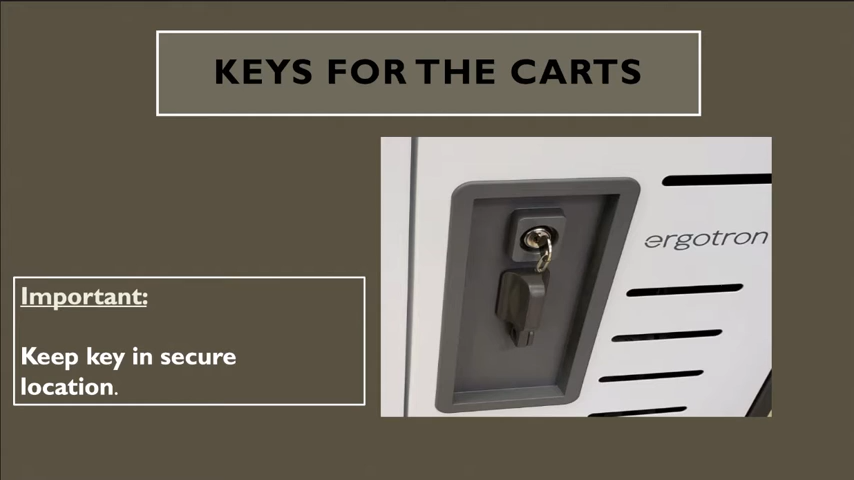 KEYS FOR THE CARTS
ergotron
Important:
Keep key in secure
location.